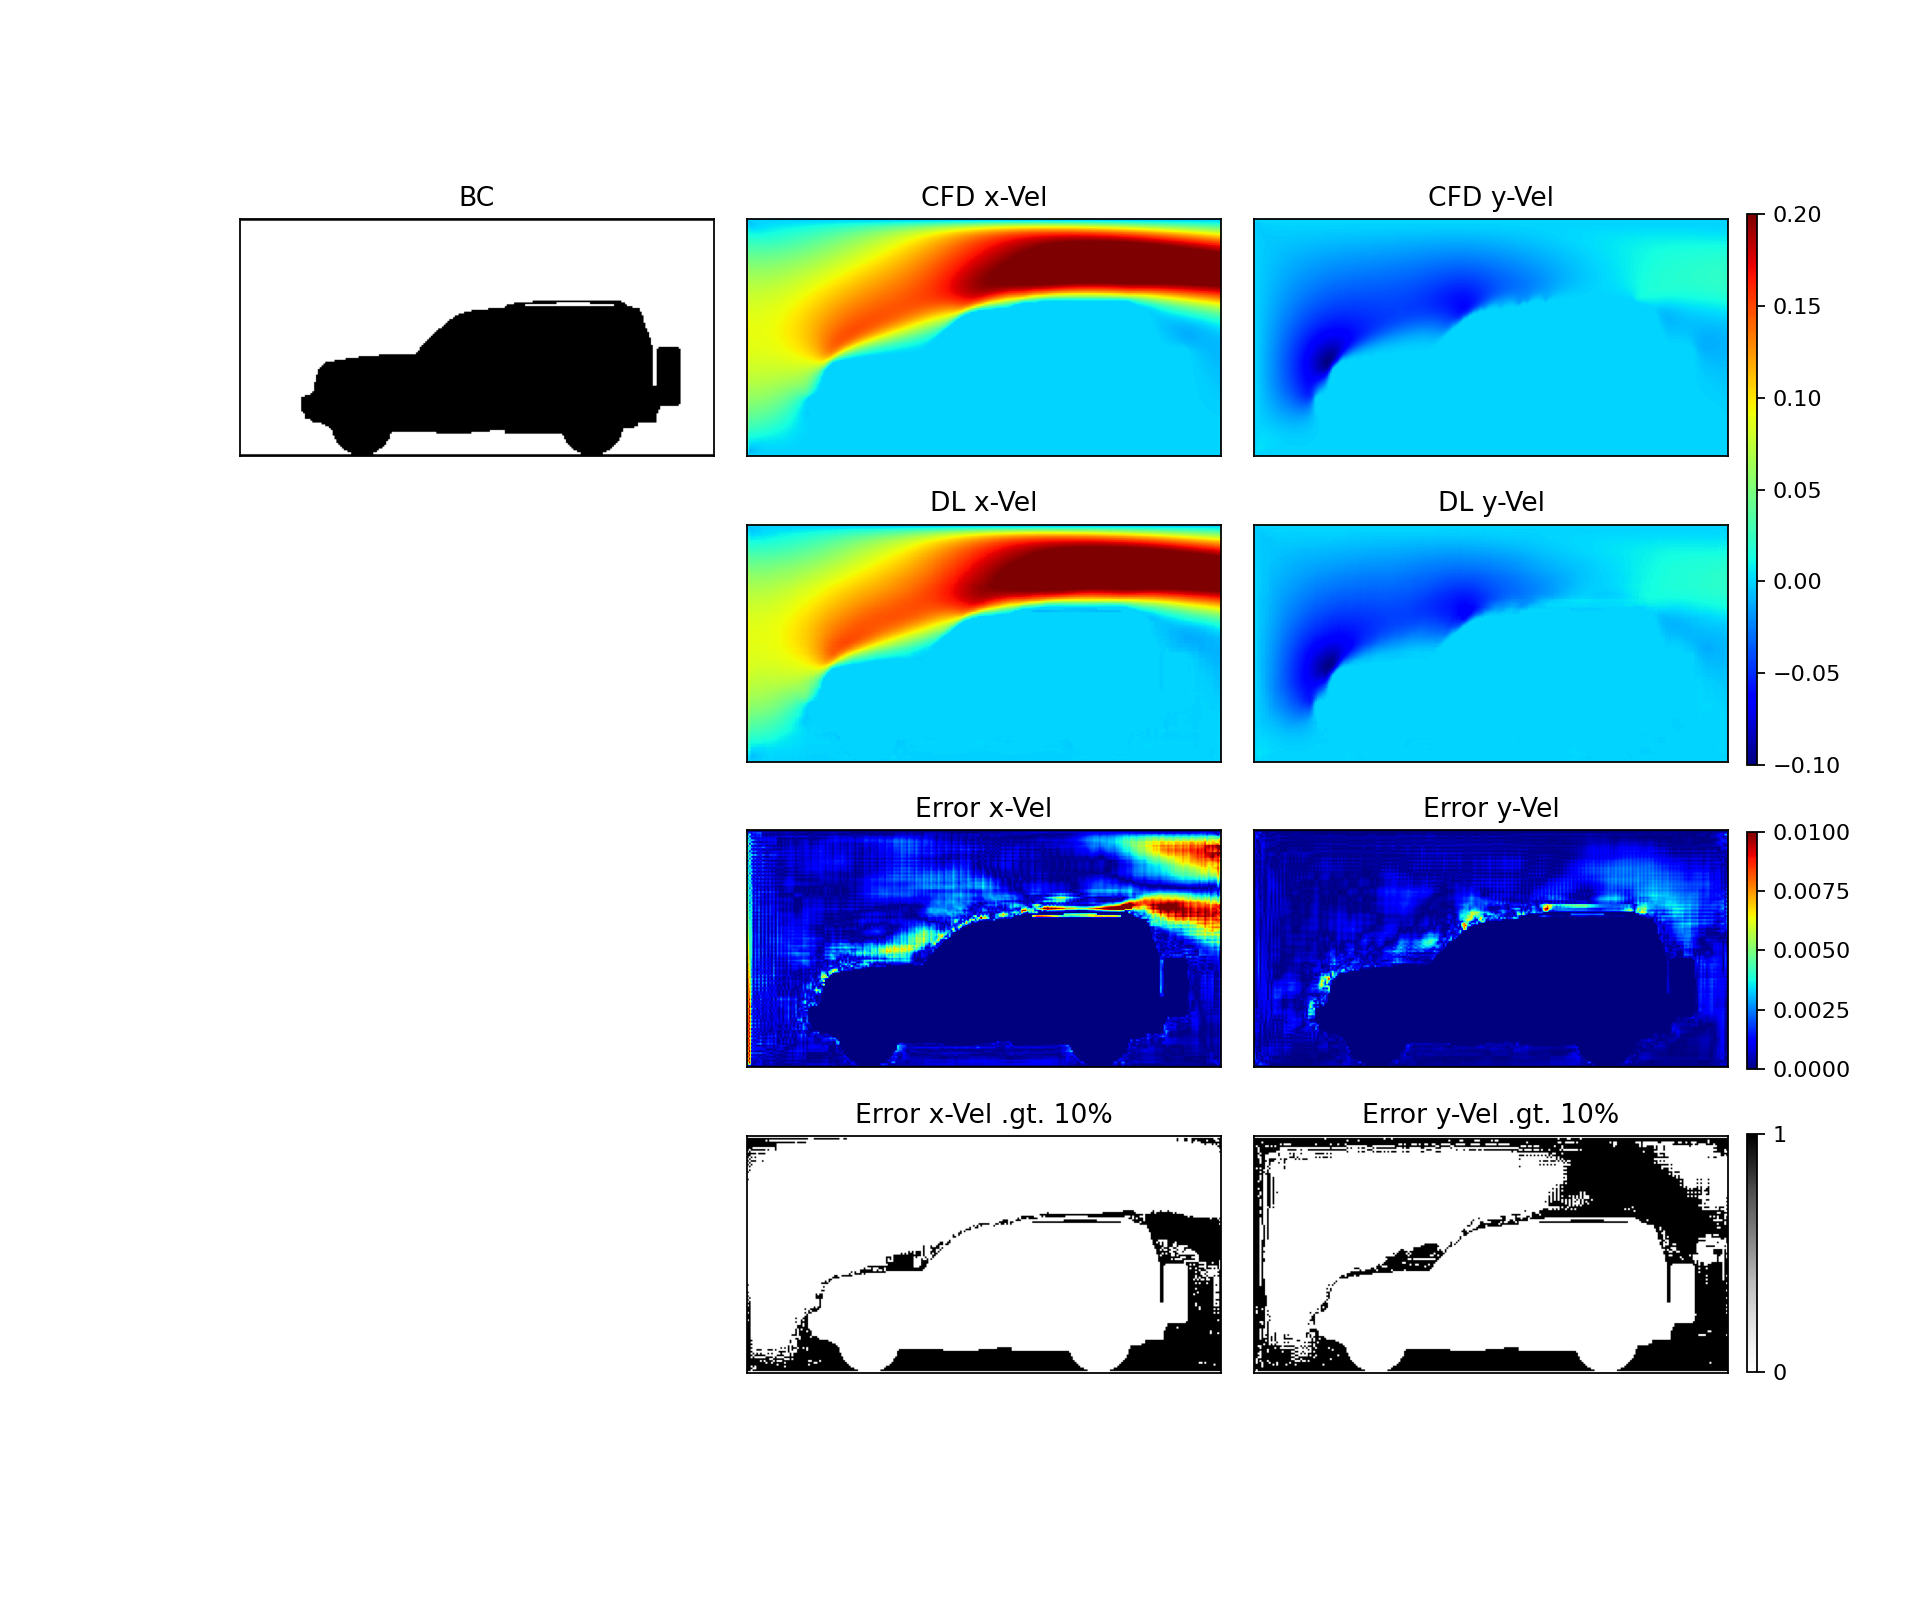 BC
CFD x-Vel
CFD y-Vel
0.20
0.15
0.10
0.05
0.00
−0.05
−0.10
DL x-Vel
DL y-Vel
Error x-Vel
Error y-Vel
0.0100
0.0075
0.0050
0.0025
0.0000
Error x-Vel .gt. 10%
Error y-Vel .gt. 10%
1
0